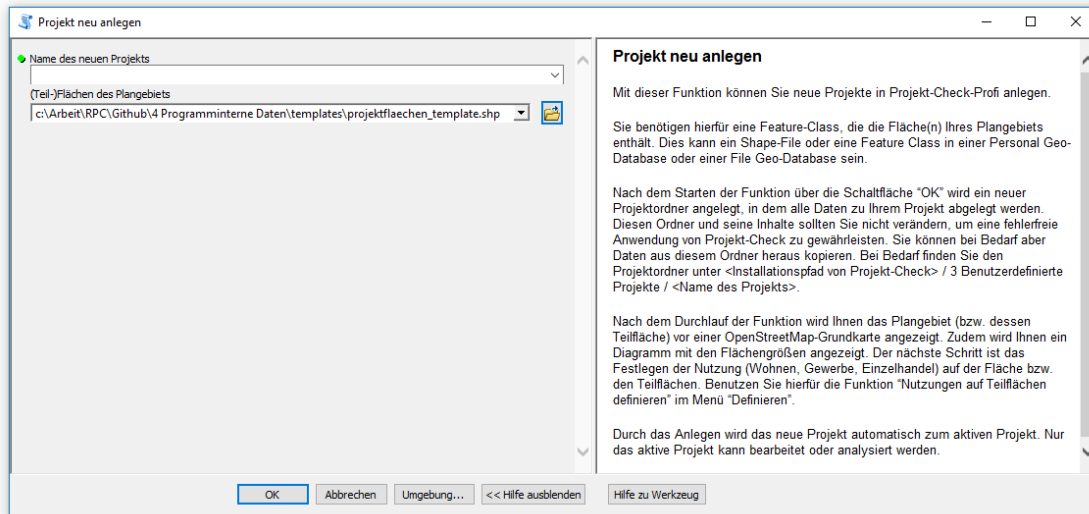 Projekt neu anlegen
Name des neuen Projekts
(Teil-)Flächen des Plangebiets
c:\Arbeit\RPC\Github\4 Programminterne Daten\templates\projektflaechen_template.shp
OK
Abbrechen
Umgebung...
<< Hilfe ausblenden
Projekt neu anlegen
Mit dieser Funktion können Sie neue Projekte in Projekt-Check-Profi anlegen.
Sie benötigen hierfür eine Feature-Class, die die Fläche(n) Ihres Plangebiets
enthält. Dies kann ein Shape-File oder eine Feature Class in einer Personal Geo-
Database oder einer File Geo-Database sein.
Nach dem Starten der Funktion über die Schaltfläche "OK" wird ein neuer
Projektordner angelegt, in dem alle Daten zu Ihrem Projekt abgelegt werden.
Diesen Ordner und seine Inhalte sollten Sie nicht verändern, um eine fehlerfreie
Anwendung von Projekt-Check zu gewährleisten. Sie können bei Bedarf aber
Daten aus diesem Ordner heraus kopieren. Bei Bedarf finden Sie den
Projektordner unter <Installationspfad von Projekt-Check> / 3 Benutzerdefinierte
Projekte / <Name des Projekts>.
Nach dem Durchlauf der Funktion wird Ihnen das Plangebiet (bzw. dessen
Teilfläche) vor einer OpenStreetMap-Grundkarte angezeigt. Zudem wird Ihnen ein
Diagramm mit den Flächengrößen angezeigt. Der nächste Schritt ist das
Festlegen der Nutzung (Wohnen, Gewerbe, Einzelhandel) auf der Fläche bzw.
den Teilflächen. Benutzen Sie hierfür die Funktion "Nutzungen auf Teilflächen
definieren" im Menü "Definieren".
Durch das Anlegen wird das neue Projekt automatisch zum aktiven Projekt. Nur
das aktive Projekt kann bearbeitet oder analysiert werden.
Hilfe zu Werkzeug